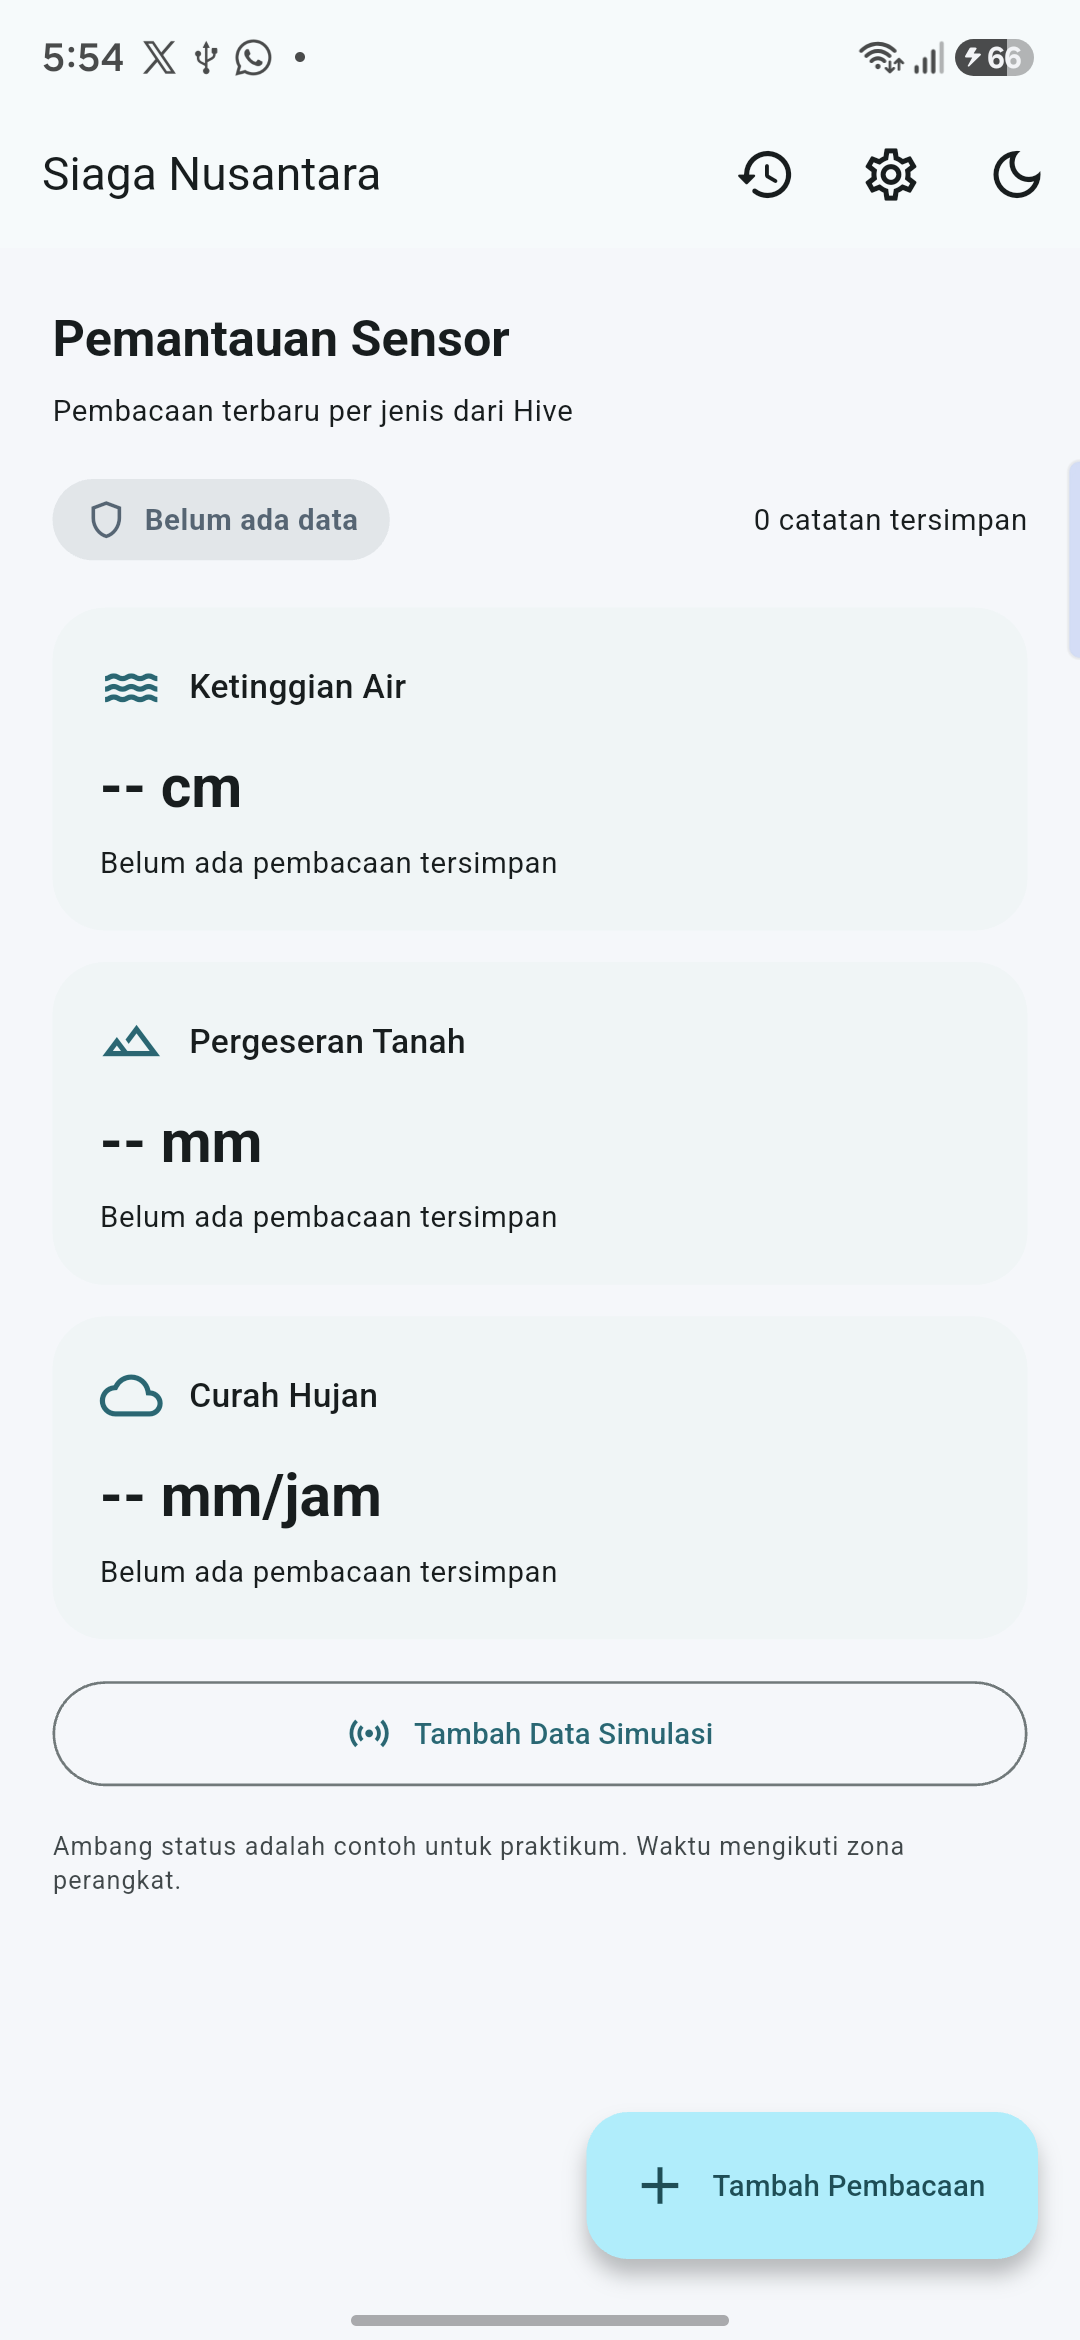 5:54
66
Siaga Nusantara
Pemantauan Sensor
Pembacaan terbaru per jenis dari Hive
Belum ada data
0 catatan tersimpan
Ketinggian Air
-- cm
Belum ada pembacaan tersimpan
Pergeseran Tanah
-- mm
Belum ada pembacaan tersimpan
Curah Hujan
-- mm/jam
Belum ada pembacaan tersimpan
Tambah Data Simulasi
Ambang status adalah contoh untuk praktikum. Waktu mengikuti zona
perangkat.
Tambah Pembacaan